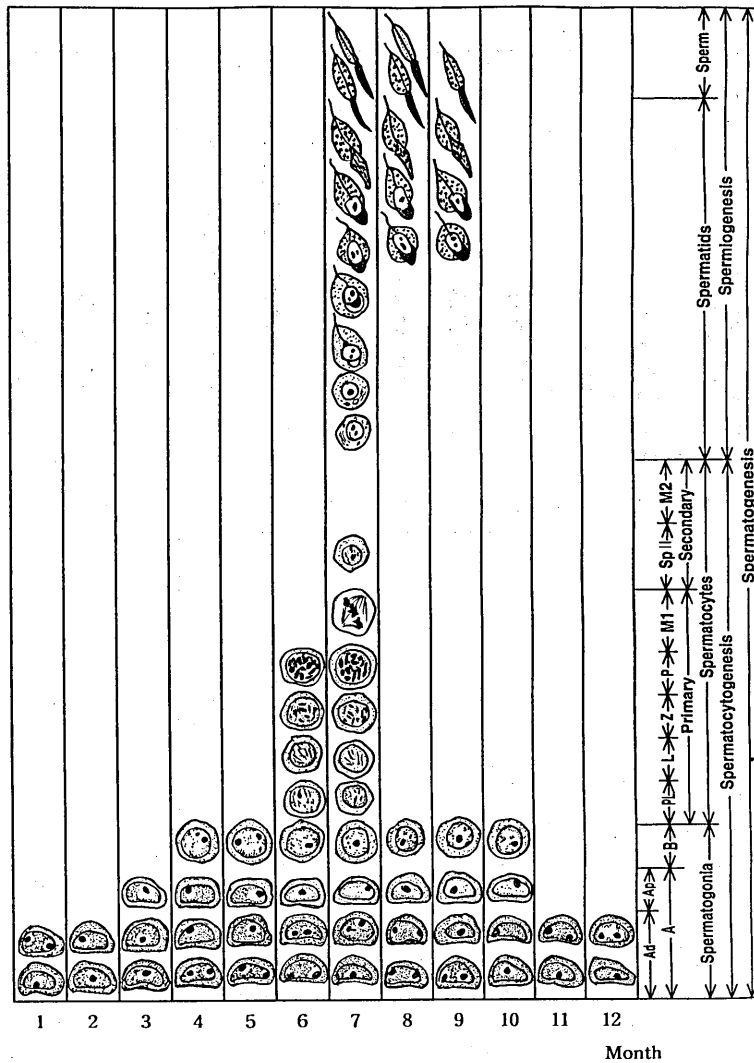 Sperm
Spermatids
Spermiogenesis
Spermatogenesis
M2
Sp II
Secondary
M1
P
Z
L
PL
Primary
Spermatocytes
Spermatocytogenesis
B
Ap
Ad
A
Spermatogonia
1 2 3 4 5 6 7 8 9 10 11 12
Month